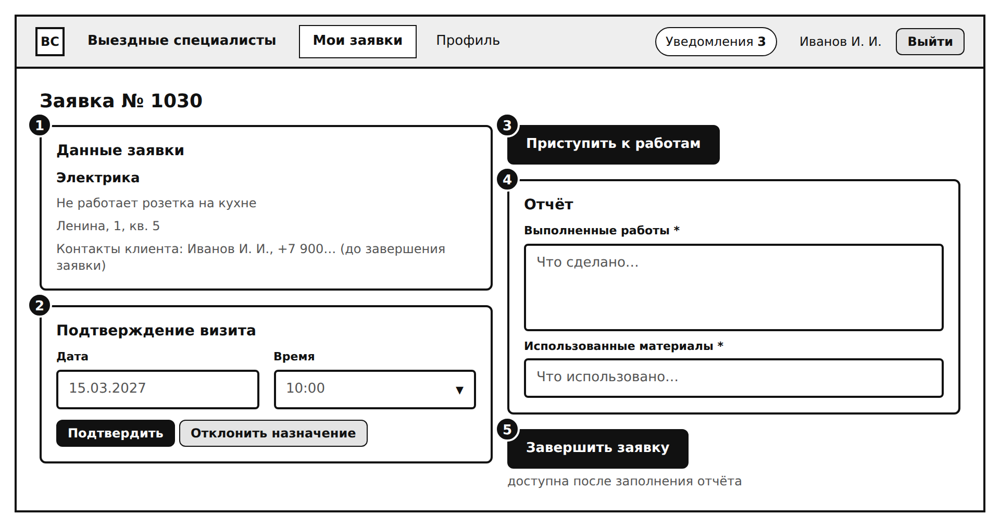 ВС
Выездные специалисты
Мои заявки
Профиль
Уведомления 3
Иванов И. И.
Выйти
Заявка № 1030
1
Данные заявки
Электрика
Не работает розетка на кухне
Ленина, 1, кв. 5
Контакты клиента: Иванов И. И., +7 900… (до завершения
заявки)
2
Подтверждение визита
Дата
Время
15.03.2027
10:00
Подтвердить
Отклонить назначение
3
Приступить к работам
4
Отчёт
Выполненные работы *
Что сделано…
Использованные материалы *
Что использовано…
5
Завершить заявку
доступна после заполнения отчёта